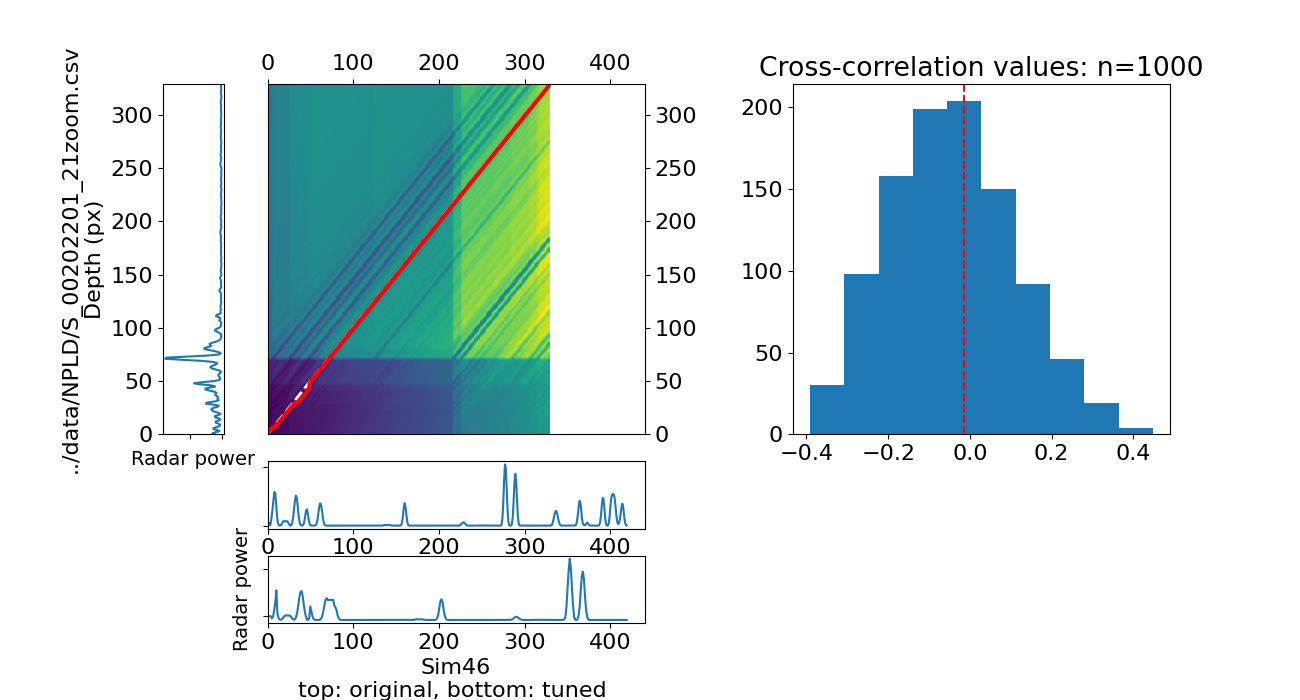 0 100 200 300 400
Cross-correlation values: n=1000
../data/NPLD/S_00202201_21zoom.csv
Depth (px)
300
250
200
150
100
50
0
300
250
200
150
100
50
0
200
150
100
50
0
−0.4 −0.2 0.0 0.2 0.4
Radar power
0 100 200 300 400
Radar power
0 100 200 300 400
Sim46
top: original, bottom: tuned